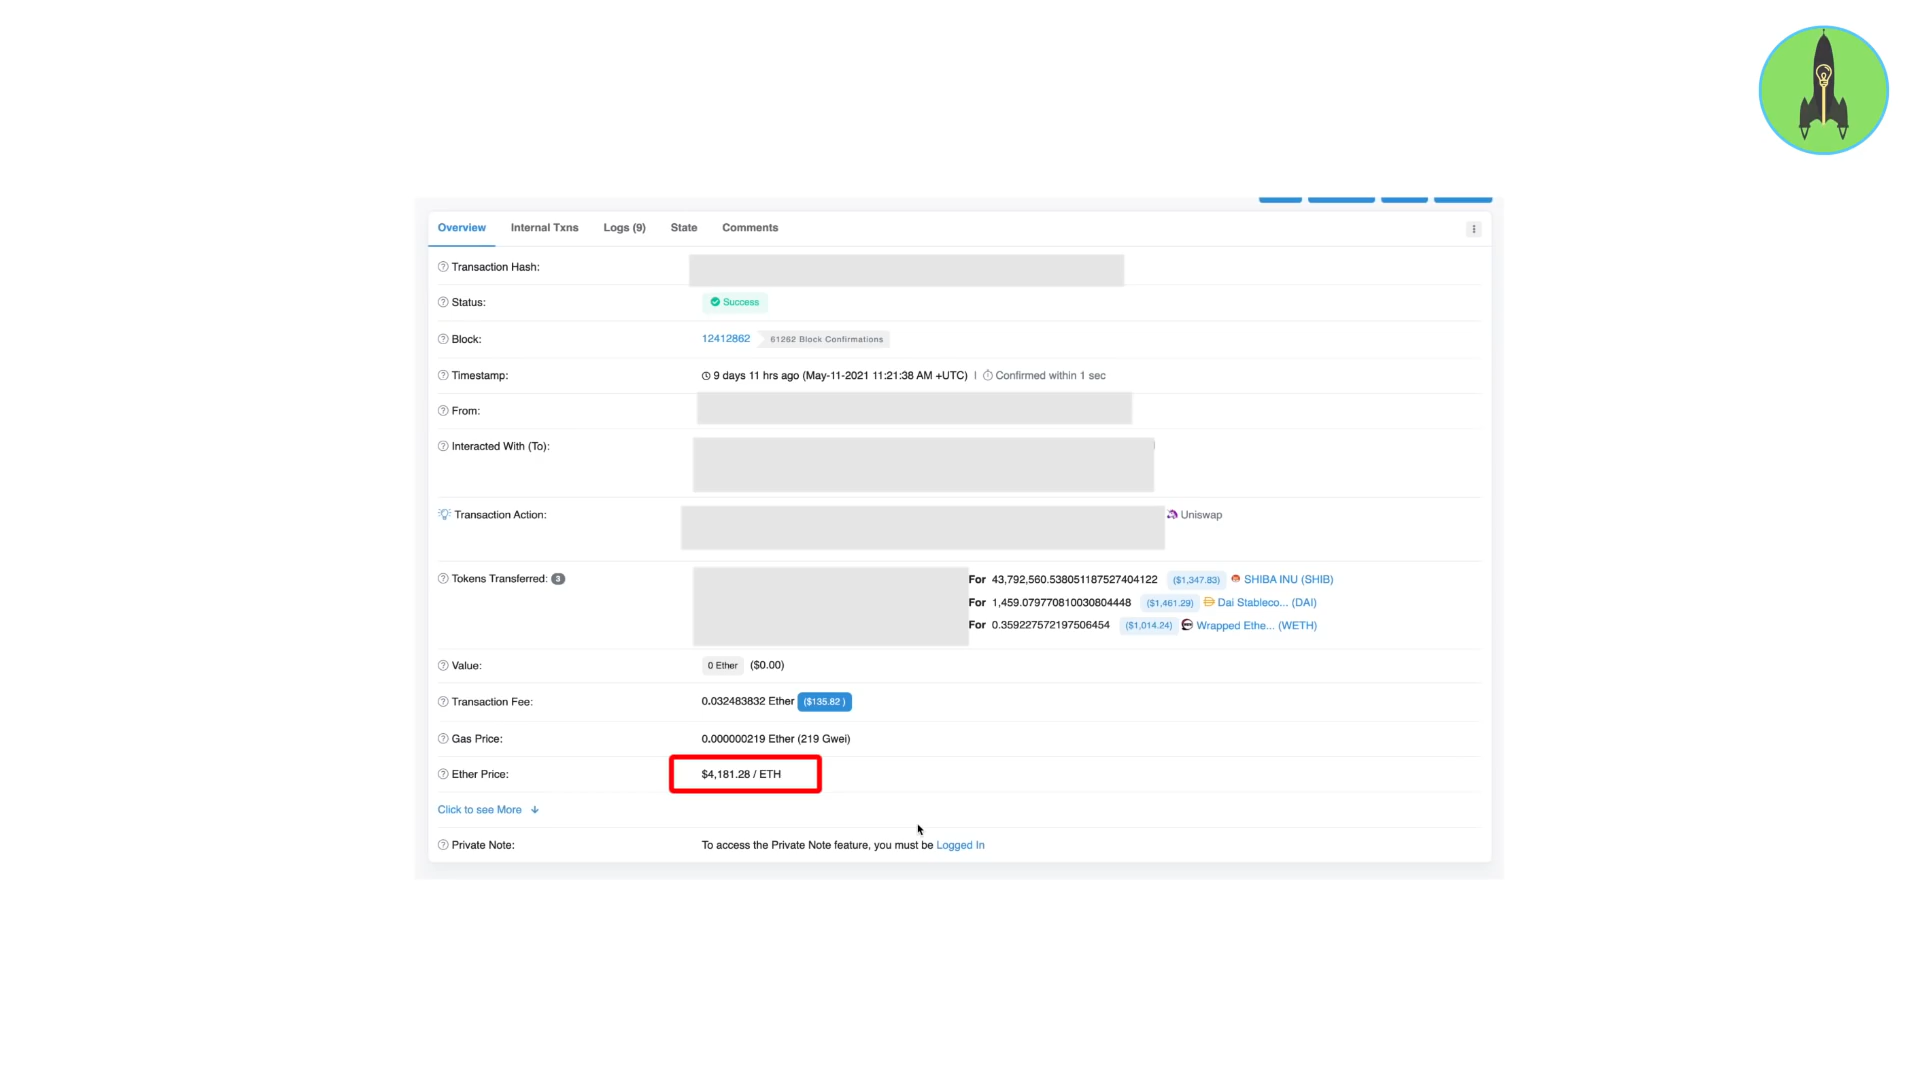 Overview Internal Txns Logs (9) State Comments
Transaction Hash:
Status: Success
Block: 12412862 61262 Block Confirmations
Timestamp: 9 days 11 hrs ago (May-11-2021 11:21:38 AM +UTC) | Confirmed within 1 sec
From:
Interacted With (To):
Transaction Action: Uniswap
Tokens Transferred: 3 For 43,792,560.538051187527404122 ($1,347.83) SHIBA INU (SHIB)
For 1,459.079770810030804448 ($1,461.29) Dai Stableco... (DAI)
For 0.359227572197506454 ($1,014.24) Wrapped Ethe... (WETH)
Value: 0 Ether ($0.00)
Transaction Fee: 0.032483832 Ether ($135.82 )
Gas Price: 0.000000219 Ether (219 Gwei)
Ether Price: $4,181.28 / ETH
Click to see More
Private Note: To access the Private Note feature, you must be Logged In